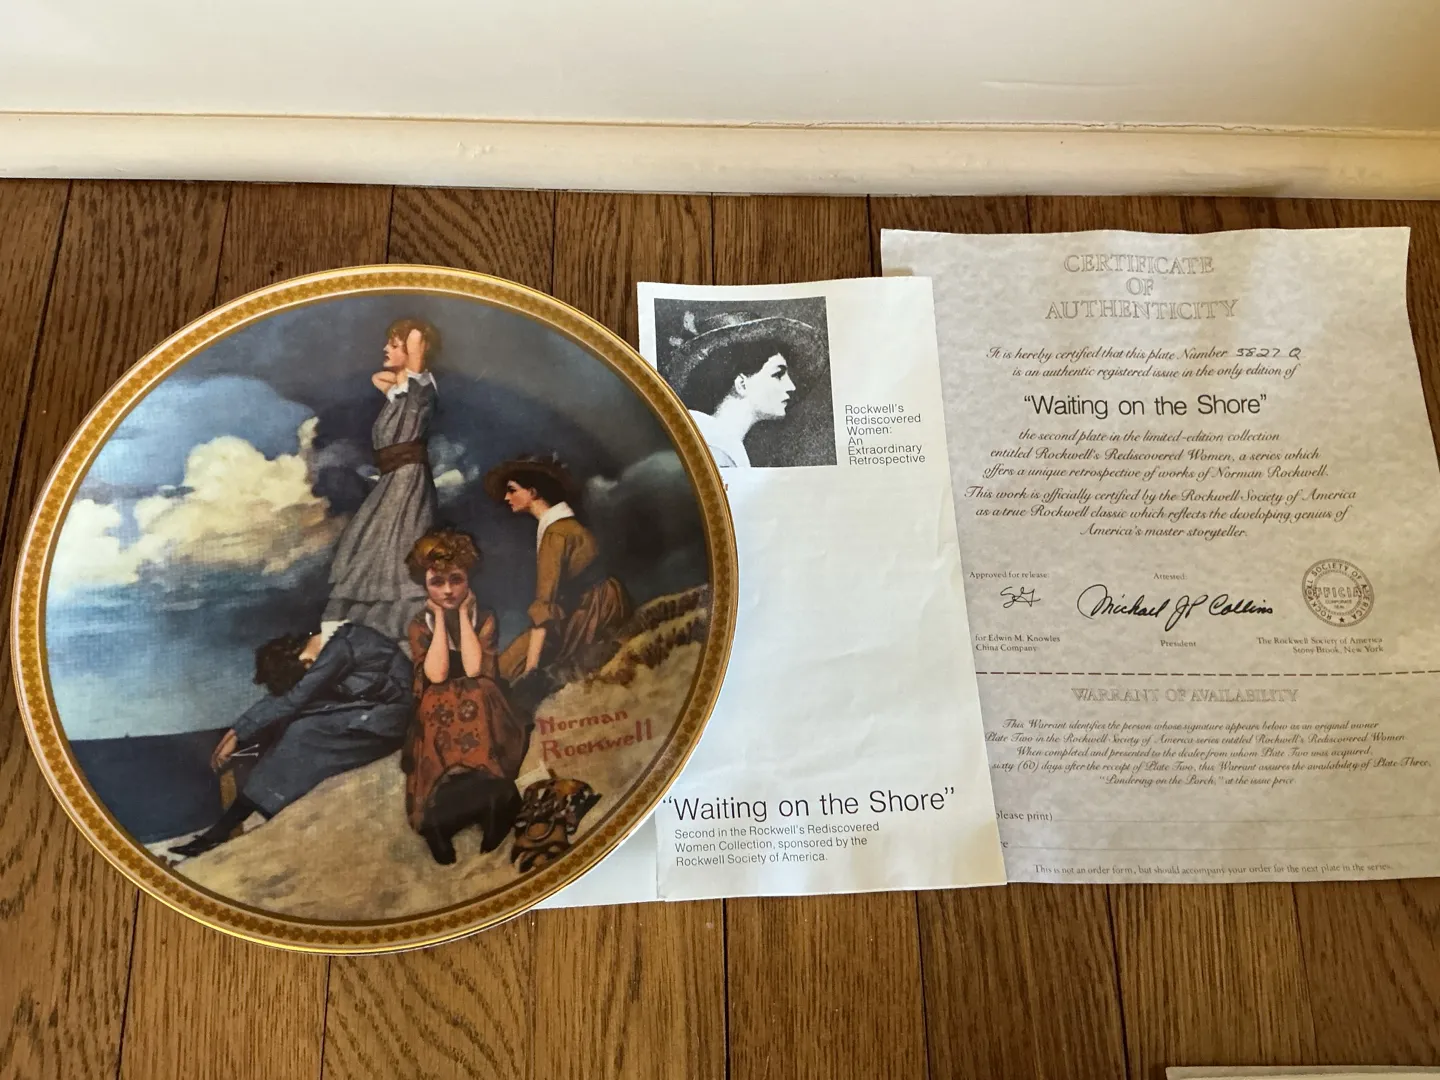 Norman
Rockwell
Rockwell's
Rediscovered
Women:
An
Extraordinary
Retrospective
"Waiting on the Shore"
Second in the Rockwell's Rediscovered
Women Collection, sponsored by the
Rockwell Society of America.
CERTIFICATE
OF
AUTHENTICITY
It is hereby certified that this plate Number 5827 Q
is an authentic registered issue in the only edition of
"Waiting on the Shore"
the second plate in the limited-edition collection
entitled Rockwell's Rediscovered Women, a series which
offers a unique retrospective of works of Norman Rockwell.
This work is officially certified by the Rockwell Society of America
as a true Rockwell classic which reflects the developing genius of
America's master storyteller.
Approved for release:
Attested:
Michael J P Collins
for Edwin M. Knowles
China Company
President
The Rockwell Society of America
Stony Brook, New York
SOCIETY OF AMERICA
OFFICIAL
WARRANT OF AVAILABILITY
This Warrant identifies the person whose signature appears below as an original owner
Plate Two in the Rockwell Society of America series entitled Rockwell's Rediscovered Women
When completed and presented to the dealer from whom Plate Two was acquired,
sixty (60) days after the receipt of Plate Two, this Warrant assures the availability of Plate Three,
"Pondering on the Porch," at the issue price
please print)
This is not an order form, but should accompany your order for the next plate in the series.